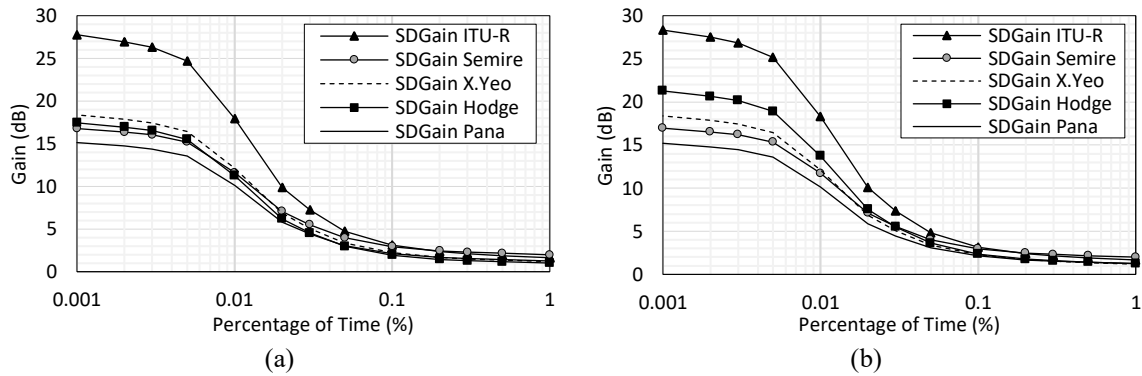 30
25
20
15
10
5
0
Gain (dB)
0.001
0.01
0.1
1
Percentage of Time (%)
SDGain ITU-R
SDGain Semire
SDGain X.Yeo
SDGain Hodge
SDGain Pana
(a)
30
25
20
15
10
5
0
Gain (dB)
0.001
0.01
0.1
1
Percentage of Time (%)
SDGain ITU-R
SDGain Semire
SDGain X.Yeo
SDGain Hodge
SDGain Pana
(b)